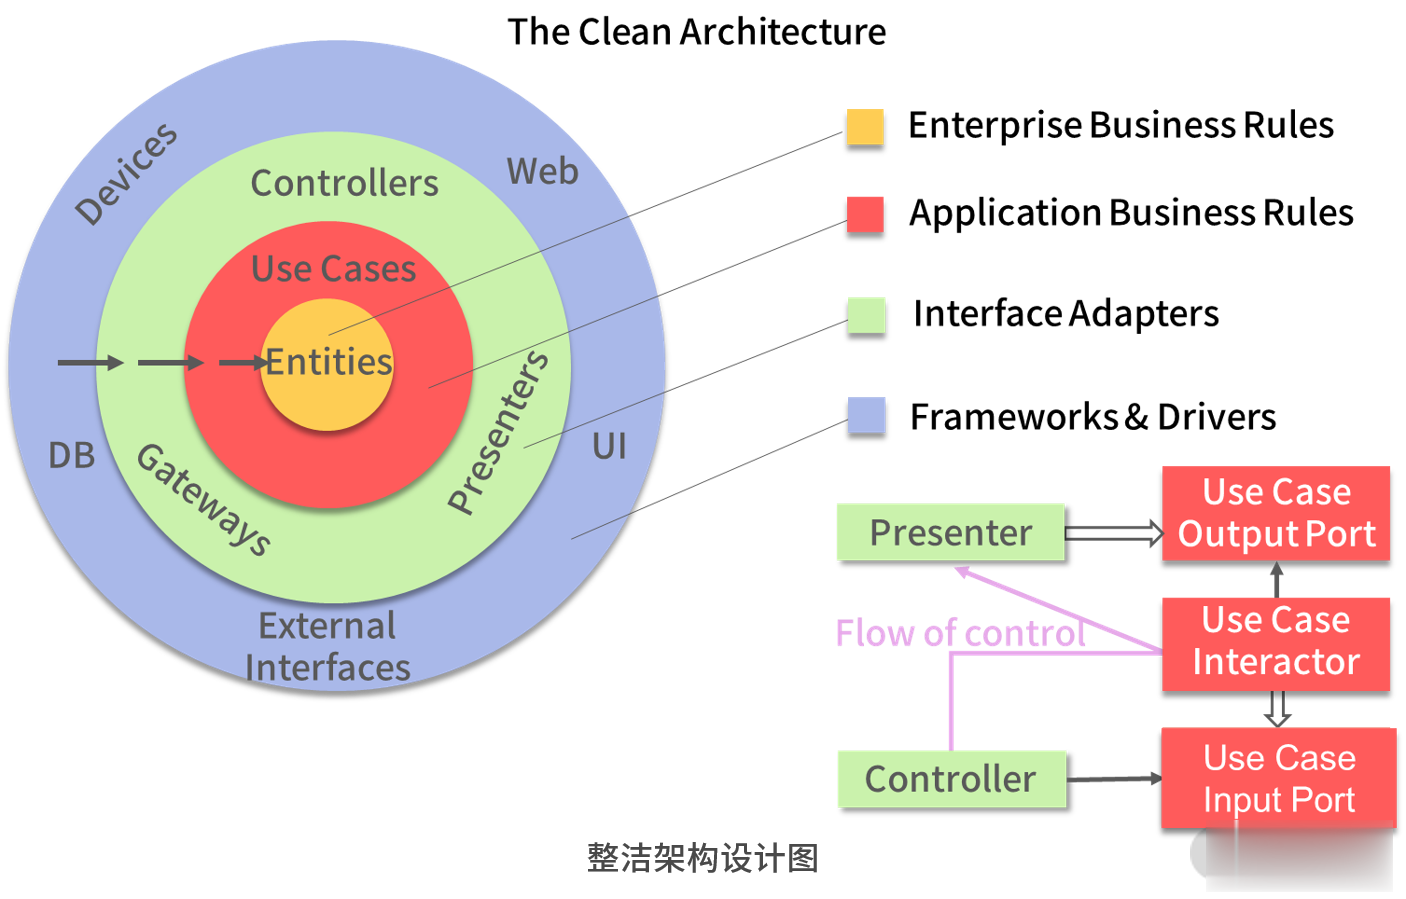 The Clean Architecture
Devices
Web
Controllers
Use Cases
Entities
DB
Gateways
Presenters
UI
External
Interfaces
Enterprise Business Rules
Application Business Rules
Interface Adapters
Frameworks & Drivers
Presenter
Use Case
Output Port
Flow of control
Use Case
Interactor
Controller
Use Case
Input Port
整洁架构设计图